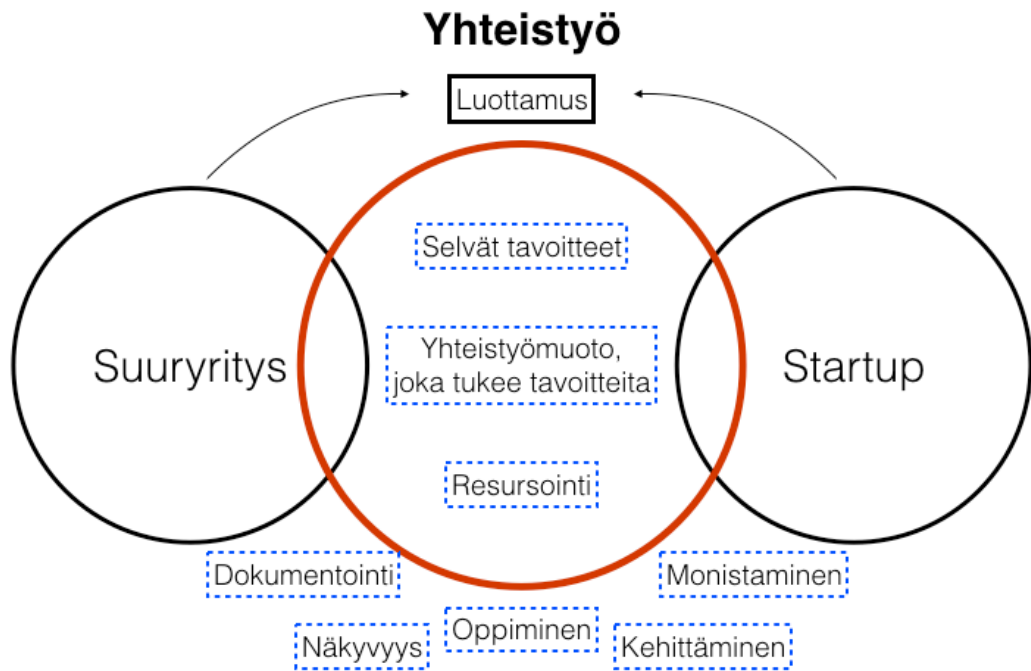 Yhteistyö
Luottamus
Selvät tavoitteet
Suuryritys
Yhteistyömuoto,
joka tukee tavoitteita
Startup
Resursointi
Dokumentointi
Monistaminen
Näkyvyys
Oppiminen
Kehittäminen